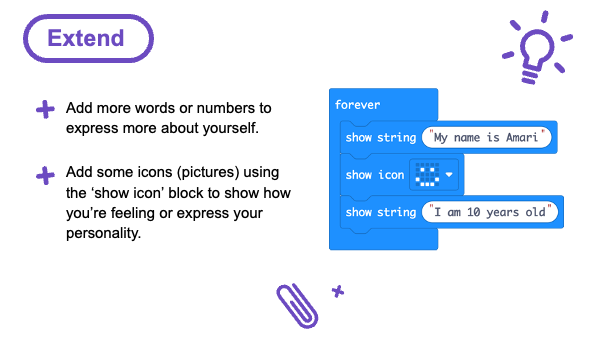 Extend
Add more words or numbers to
express more about yourself.
Add some icons (pictures) using
the ‘show icon’ block to show how
you’re feeling or express your
personality.
forever
show string "My name is Amari"
show icon
show string "I am 10 years old"